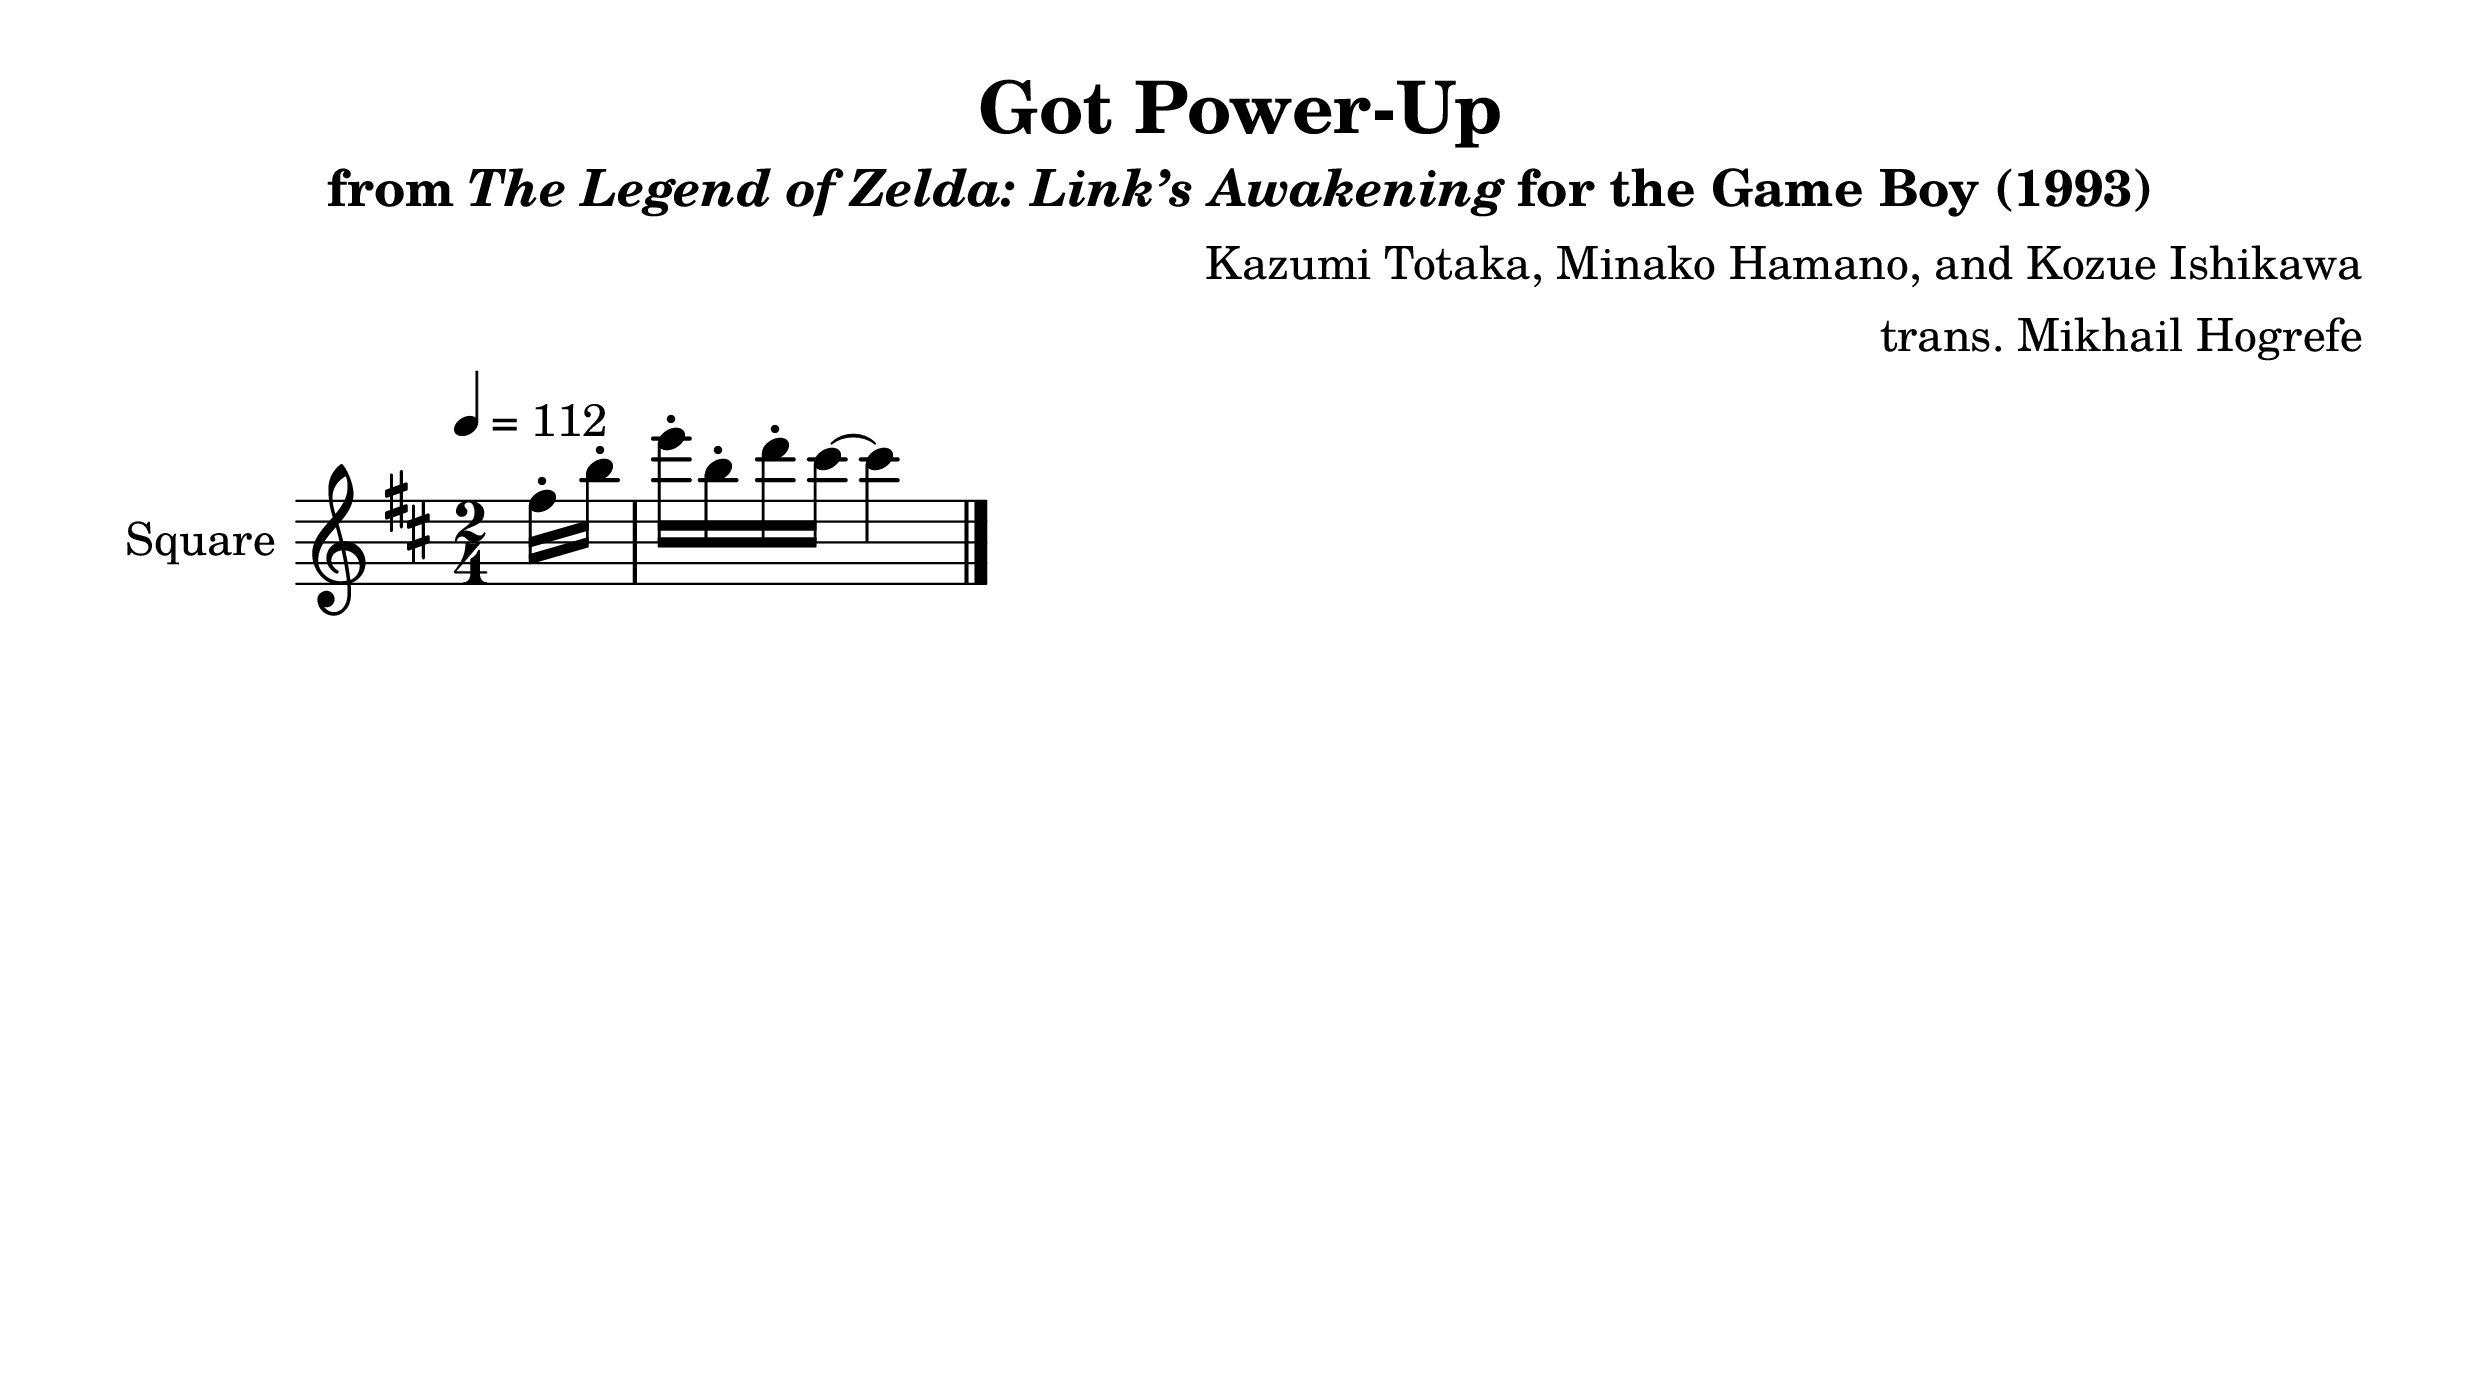 Got Power-Up
from The Legend of Zelda: Link’s Awakening for the Game Boy (1993)
Kazumi Totaka, Minako Hamano, and Kozue Ishikawa
trans. Mikhail Hogrefe
= 112
Square
2
4